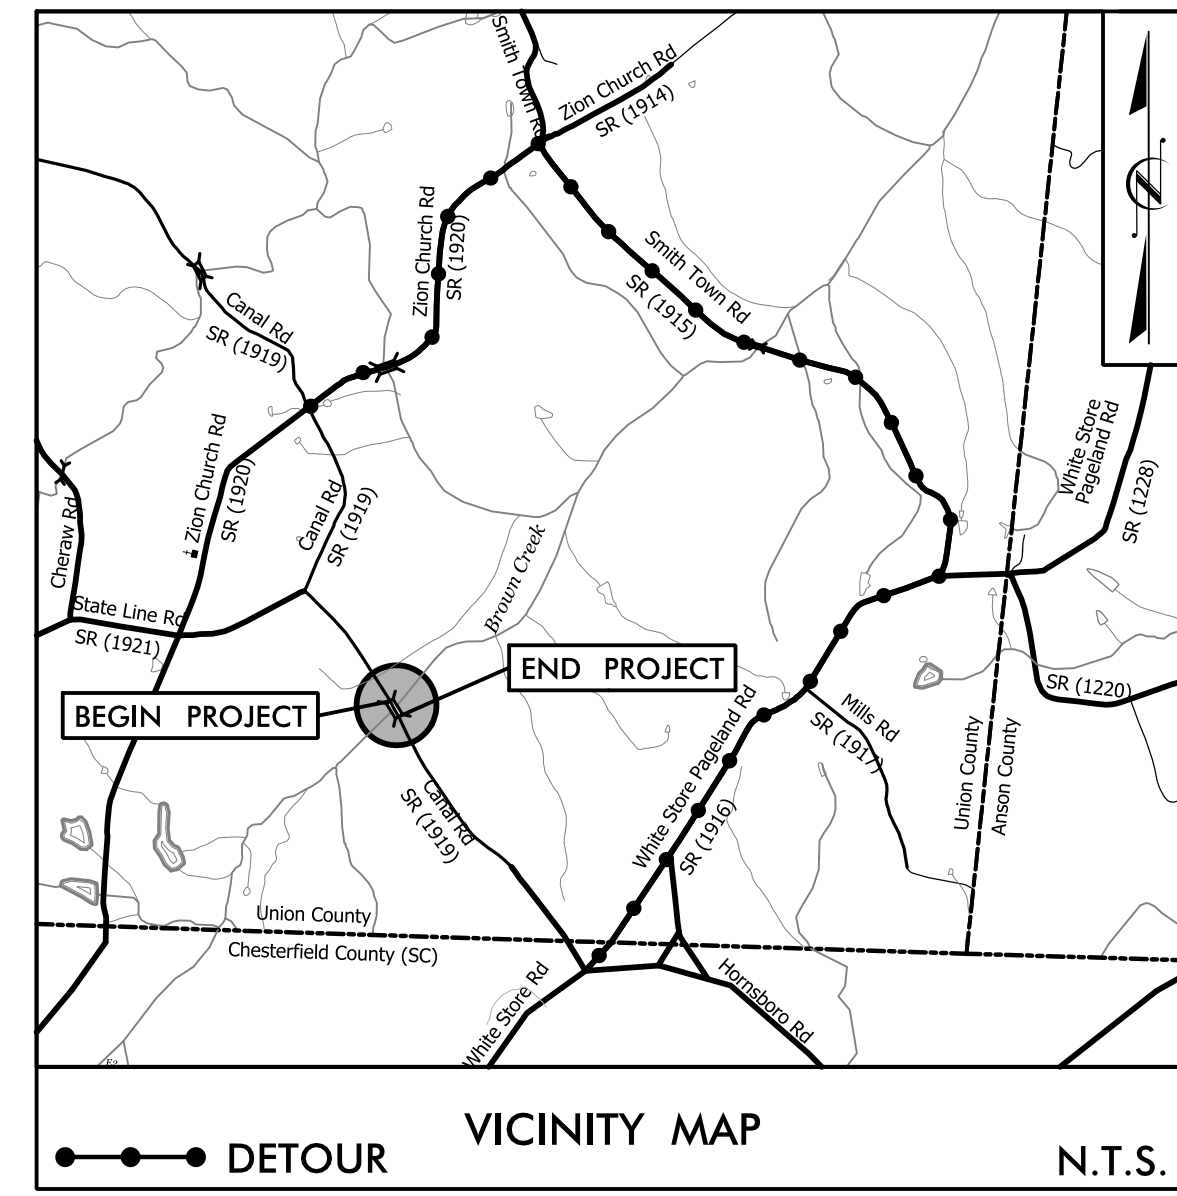 Smith Town Rd
Zion Church Rd
SR (1914)
Zion Church Rd
SR (1920)
Smith Town Rd
SR (1915)
Canal Rd
SR (1919)
White Store
Pageland Rd
SR (1228)
Zion Church Rd
SR (1920)
Canal Rd
SR (1919)
Cheraw Rd
Brown Creek
State Line Rd
SR (1921)
END PROJECT
BEGIN PROJECT
SR (1220)
Mills Rd
SR (1917)
White Store Pageland Rd
SR (1916)
Union County
Anson County
Canal Rd
SR (1919)
Union County
Chesterfield County (SC)
White Store Rd
Hornsboro Rd
VICINITY MAP
DETOUR
N.T.S.